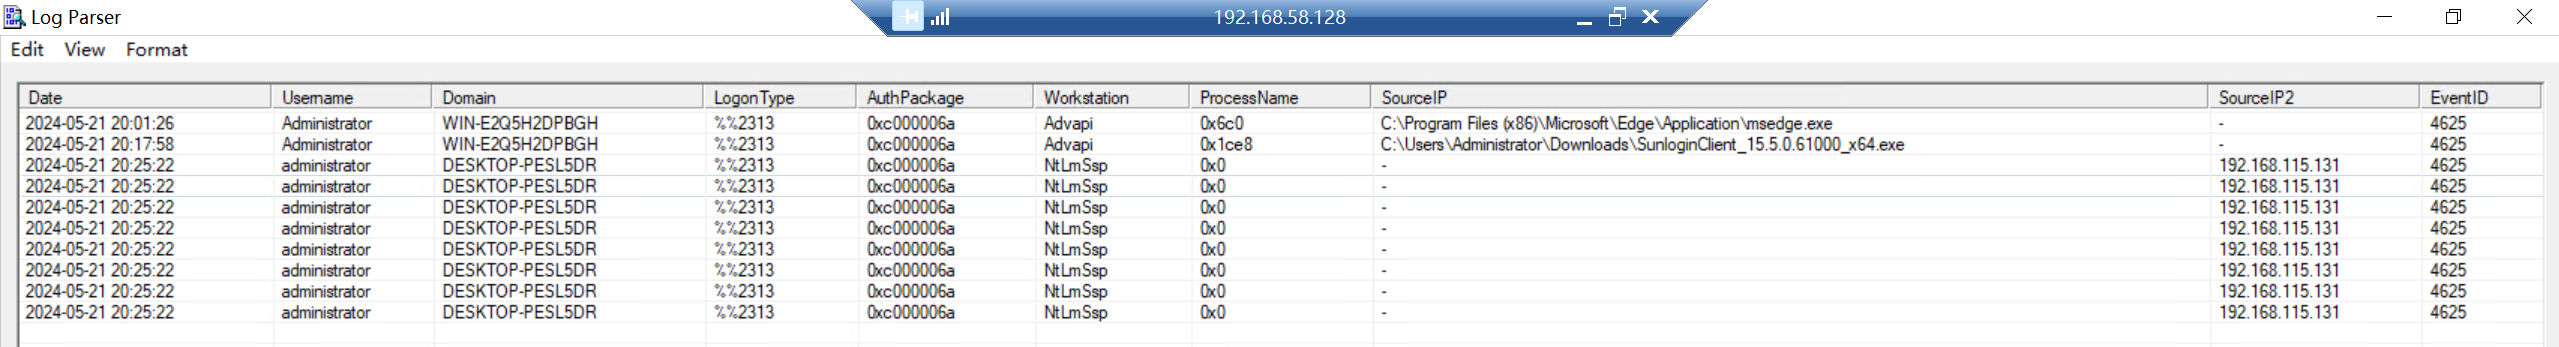 Log Parser 192.168.58.128
Edit View Format
Date Username Domain LogonType AuthPackage Workstation ProcessName SourceIP SourceIP2 EventID
2024-05-21 20:01:26 Administrator WIN-E2Q5H2DPBGH %%2313 0xc000006a Advapi 0x6c0 C:\Program Files (x86)\Microsoft\Edge\Application\msedge.exe - 4625
2024-05-21 20:17:58 Administrator WIN-E2Q5H2DPBGH %%2313 0xc000006a Advapi 0x1ce8 C:\Users\Administrator\Downloads\SunloginClient_15.5.0.61000_x64.exe - 4625
2024-05-21 20:25:22 administrator DESKTOP-PESL5DR %%2313 0xc000006a NtLmSsp 0x0 - 192.168.115.131 4625
2024-05-21 20:25:22 administrator DESKTOP-PESL5DR %%2313 0xc000006a NtLmSsp 0x0 - 192.168.115.131 4625
2024-05-21 20:25:22 administrator DESKTOP-PESL5DR %%2313 0xc000006a NtLmSsp 0x0 - 192.168.115.131 4625
2024-05-21 20:25:22 administrator DESKTOP-PESL5DR %%2313 0xc000006a NtLmSsp 0x0 - 192.168.115.131 4625
2024-05-21 20:25:22 administrator DESKTOP-PESL5DR %%2313 0xc000006a NtLmSsp 0x0 - 192.168.115.131 4625
2024-05-21 20:25:22 administrator DESKTOP-PESL5DR %%2313 0xc000006a NtLmSsp 0x0 - 192.168.115.131 4625
2024-05-21 20:25:22 administrator DESKTOP-PESL5DR %%2313 0xc000006a NtLmSsp 0x0 - 192.168.115.131 4625
2024-05-21 20:25:22 administrator DESKTOP-PESL5DR %%2313 0xc000006a NtLmSsp 0x0 - 192.168.115.131 4625